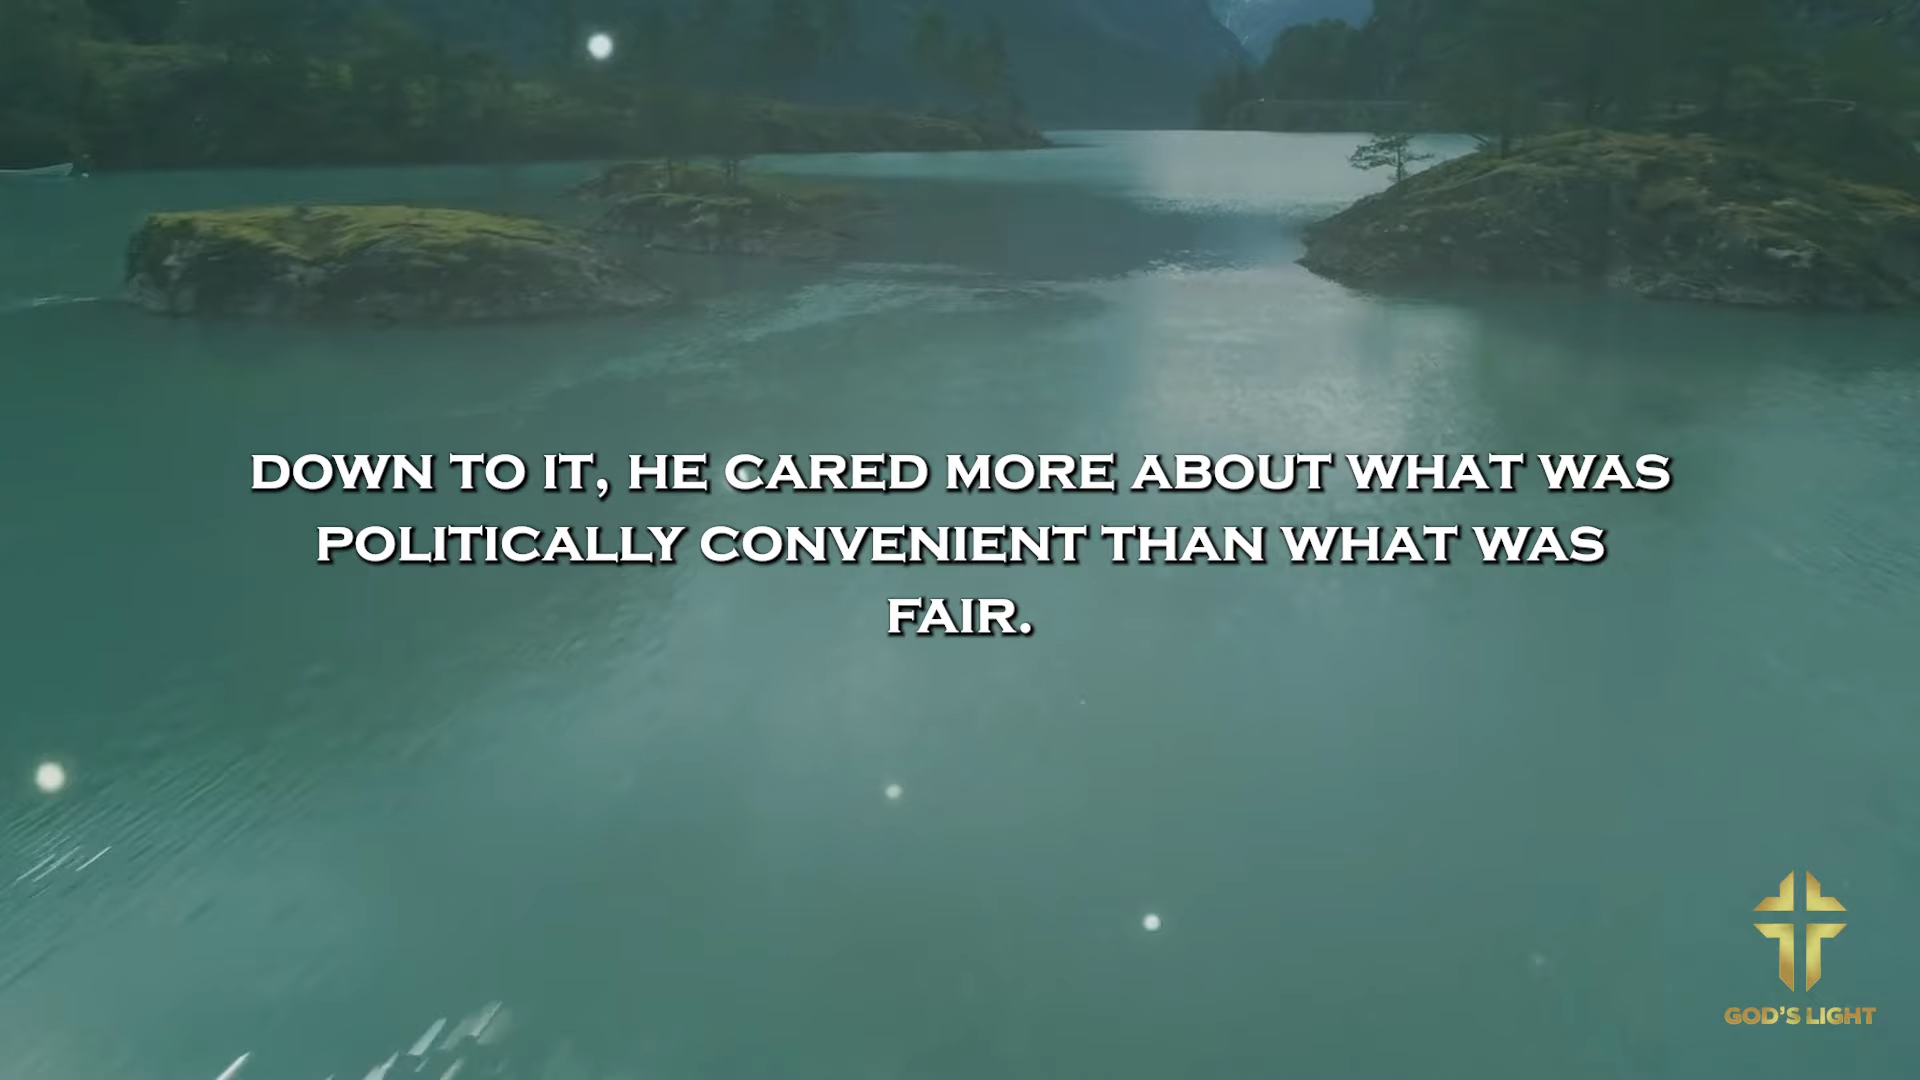 DOWN TO IT, HE CARED MORE ABOUT WHAT WAS
POLITICALLY CONVENIENT THAN WHAT WAS
FAIR.
GOD'S LIGHT